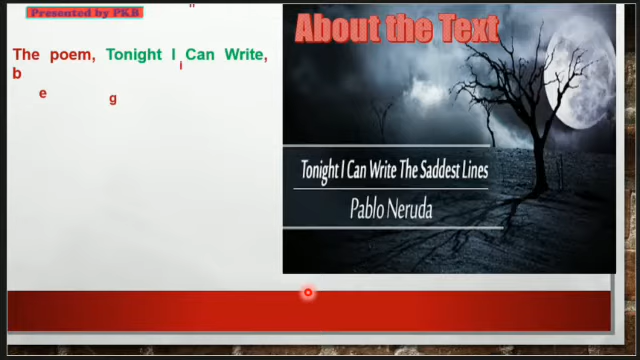 Presented by PKB
About the Text
The poem, Tonight I Can Write,
b
i
e
g
Tonight I Can Write The Saddest Lines
Pablo Neruda